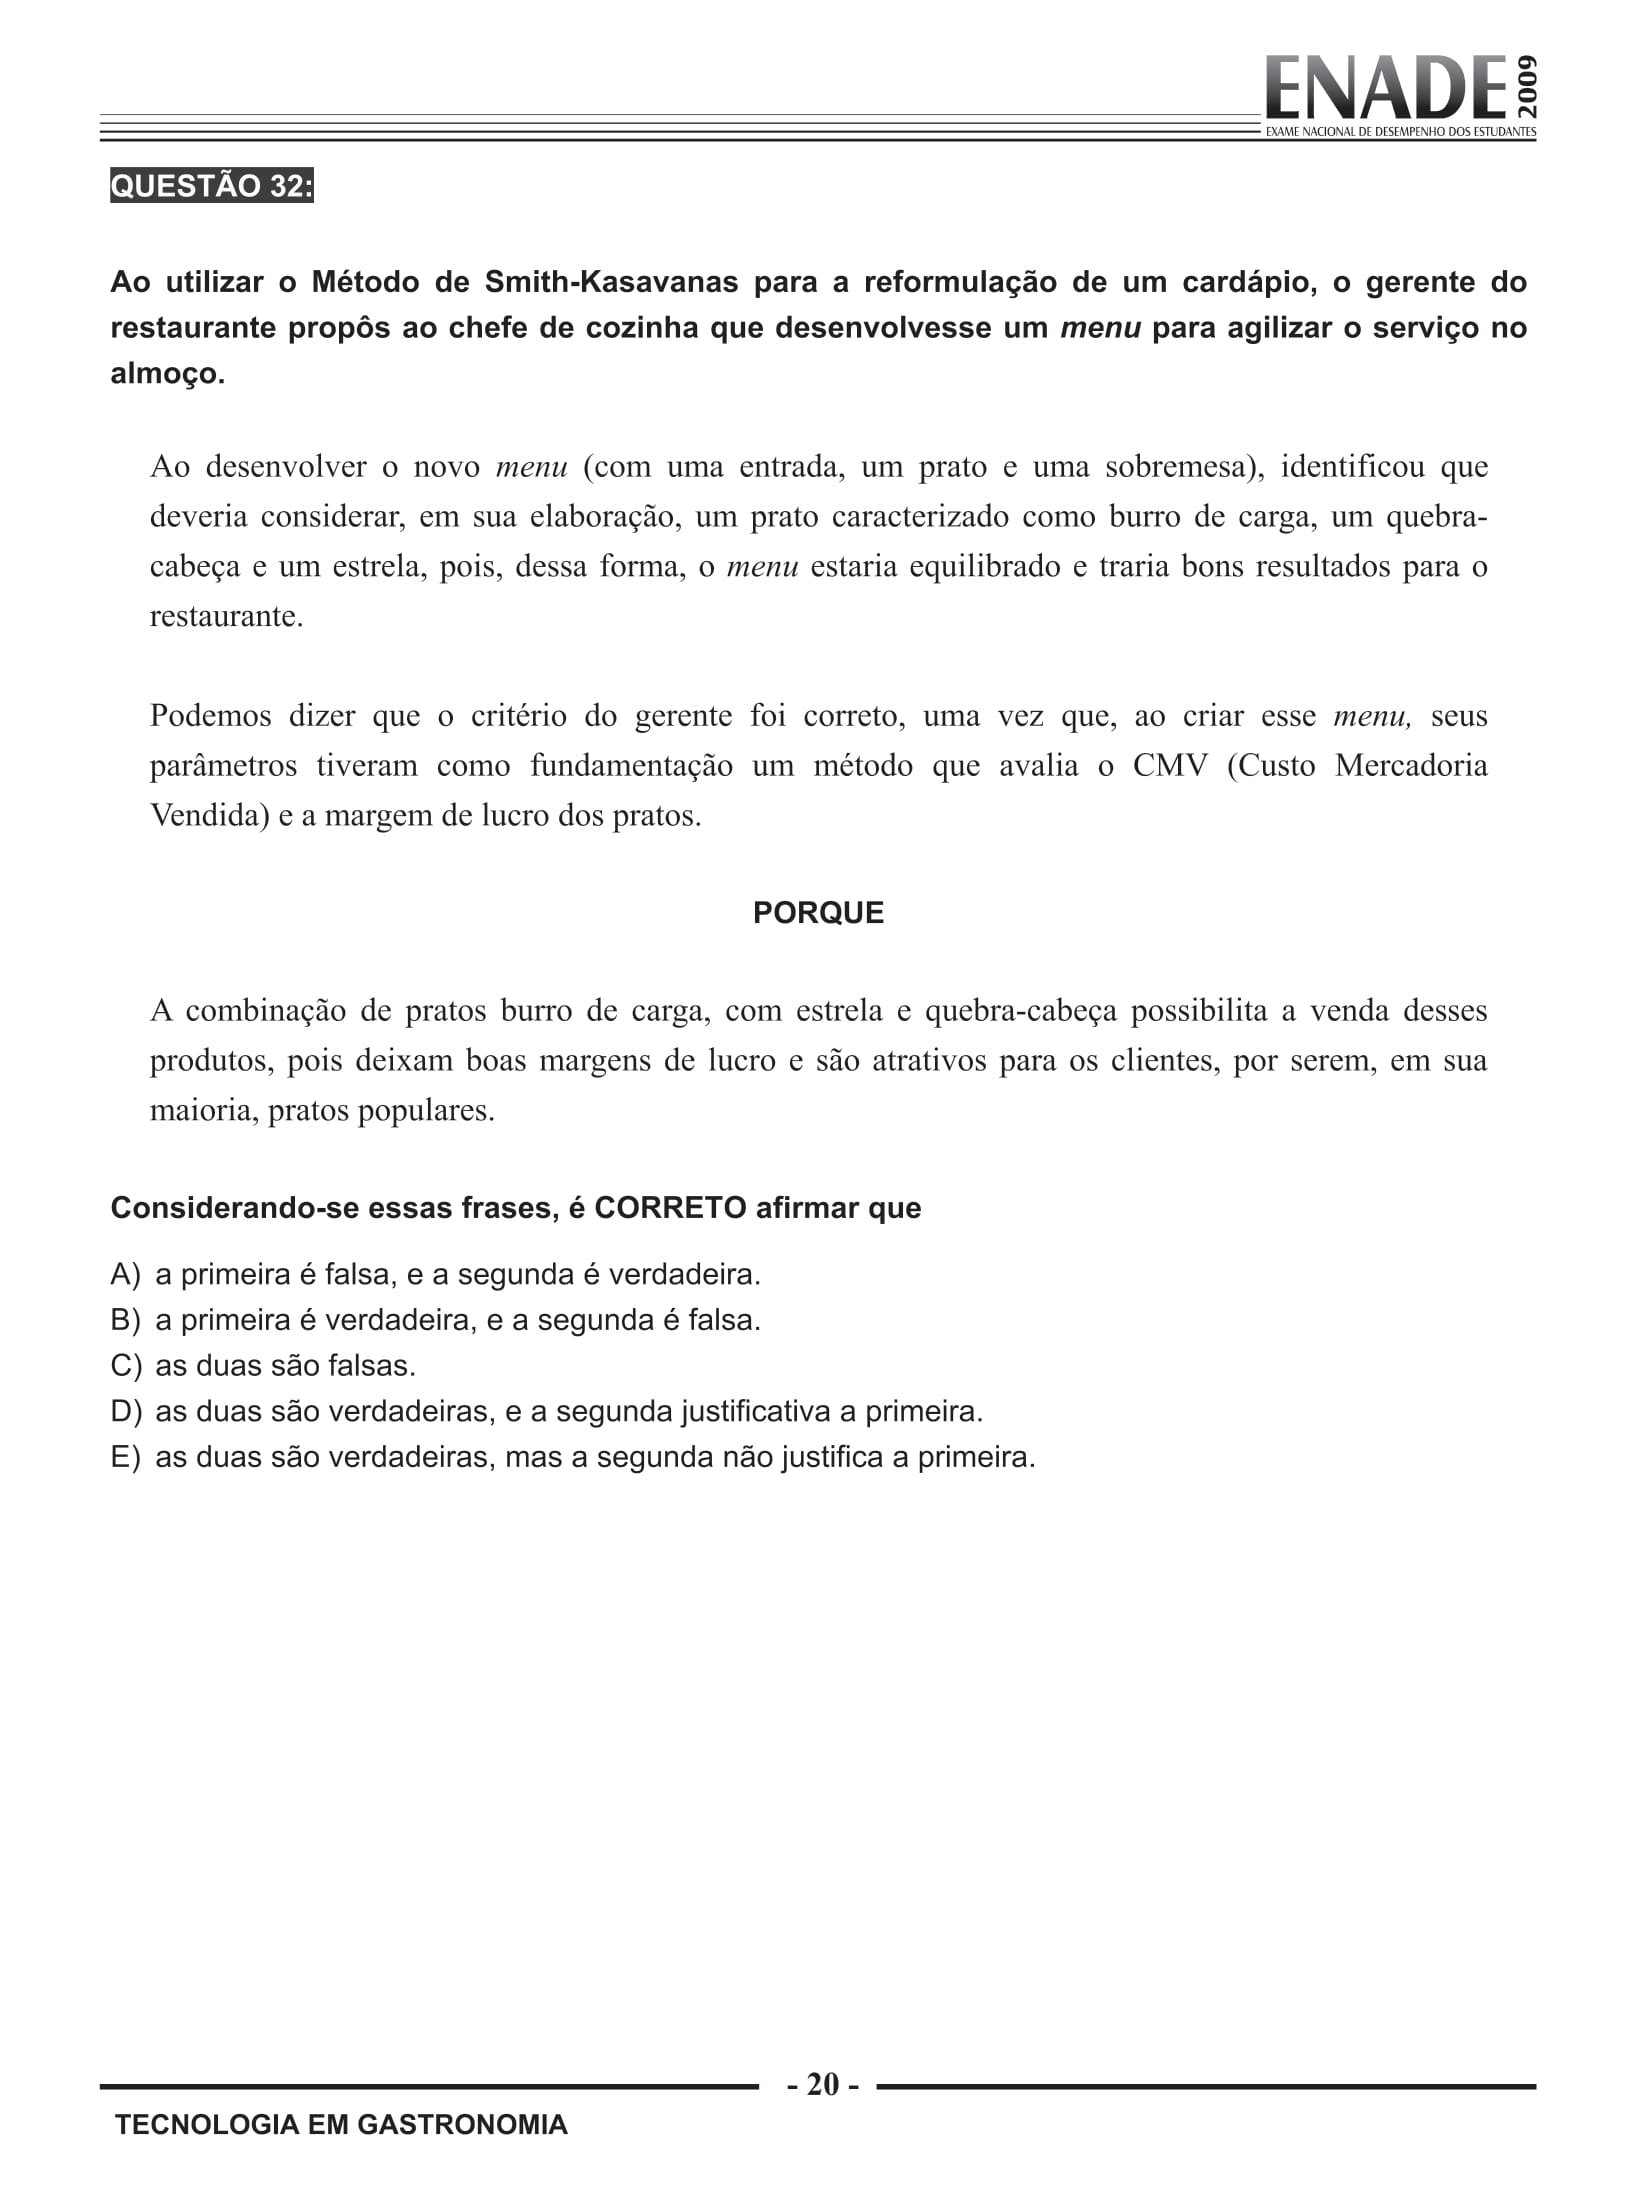 ENADE 2009
EXAME NACIONAL DE DESEMPENHO DOS ESTUDANTES
QUESTÃO 32:
Ao utilizar o Método de Smith-Kasavanas para a reformulação de um cardápio, o gerente do
restaurante propôs ao chefe de cozinha que desenvolvesse um menu para agilizar o serviço no
almoço.
Ao desenvolver o novo menu (com uma entrada, um prato e uma sobremesa), identificou que
deveria considerar, em sua elaboração, um prato caracterizado como burro de carga, um quebra-
cabeça e um estrela, pois, dessa forma, o menu estaria equilibrado e traria bons resultados para o
restaurante.
Podemos dizer que o critério do gerente foi correto, uma vez que, ao criar esse menu, seus
parâmetros tiveram como fundamentação um método que avalia o CMV (Custo Mercadoria
Vendida) e a margem de lucro dos pratos.
PORQUE
A combinação de pratos burro de carga, com estrela e quebra-cabeça possibilita a venda desses
produtos, pois deixam boas margens de lucro e são atrativos para os clientes, por serem, em sua
maioria, pratos populares.
Considerando-se essas frases, é CORRETO afirmar que
A) a primeira é falsa, e a segunda é verdadeira.
B) a primeira é verdadeira, e a segunda é falsa.
C) as duas são falsas.
D) as duas são verdadeiras, e a segunda justificativa a primeira.
E) as duas são verdadeiras, mas a segunda não justifica a primeira.
- 20 -
TECNOLOGIA EM GASTRONOMIA